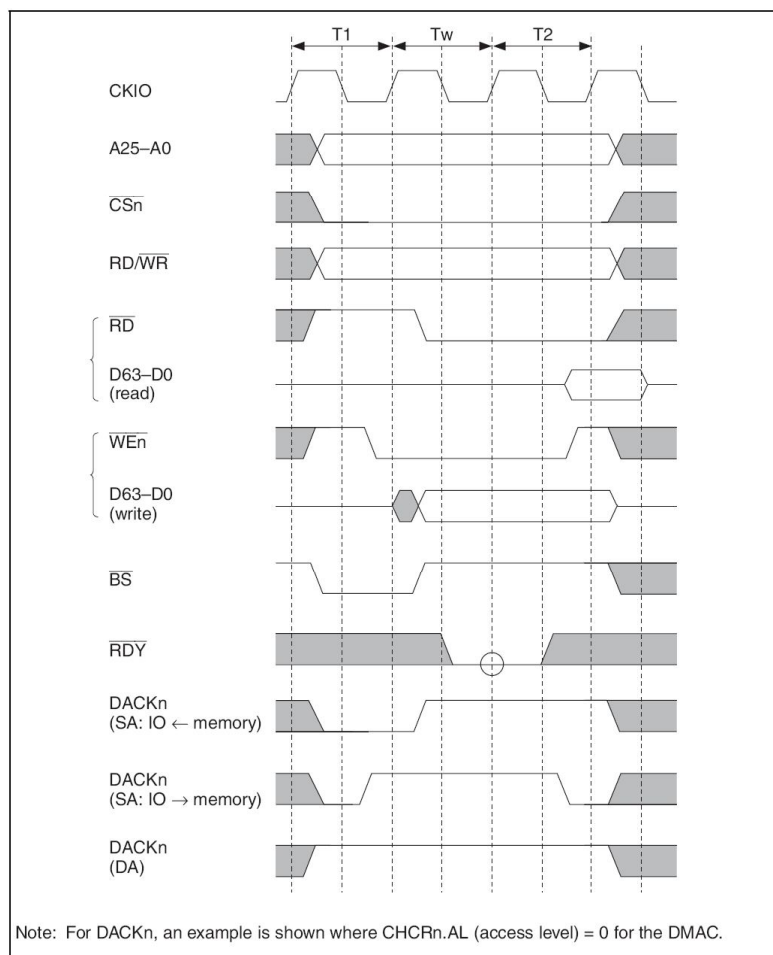 T1 Tw T2
CKIO
A25–A0
CSn
RD/WR
RD
D63–D0
(read)
WEn
D63–D0
(write)
BS
RDY
DACKn
(SA: IO ← memory)
DACKn
(SA: IO → memory)
DACKn
(DA)
Note: For DACKn, an example is shown where CHCRn.AL (access level) = 0 for the DMAC.